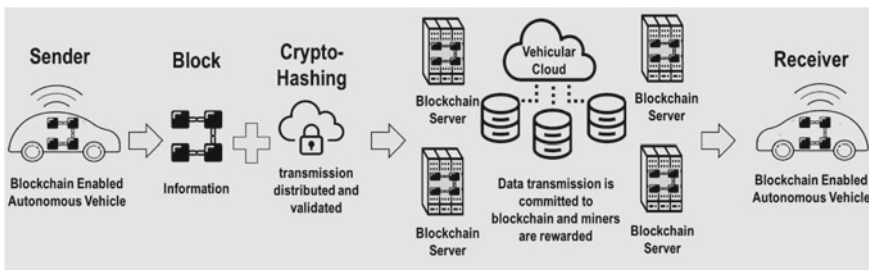 Sender
Blockchain Enabled
Autonomous Vehicle
Block
Information
Crypto-
Hashing
transmission
distributed and
validated
Blockchain
Server
Blockchain
Server
Vehicular
Cloud
Data transmission is
committed to
blockchain and miners
are rewarded
Blockchain
Server
Blockchain
Server
Receiver
Blockchain Enabled
Autonomous Vehicle